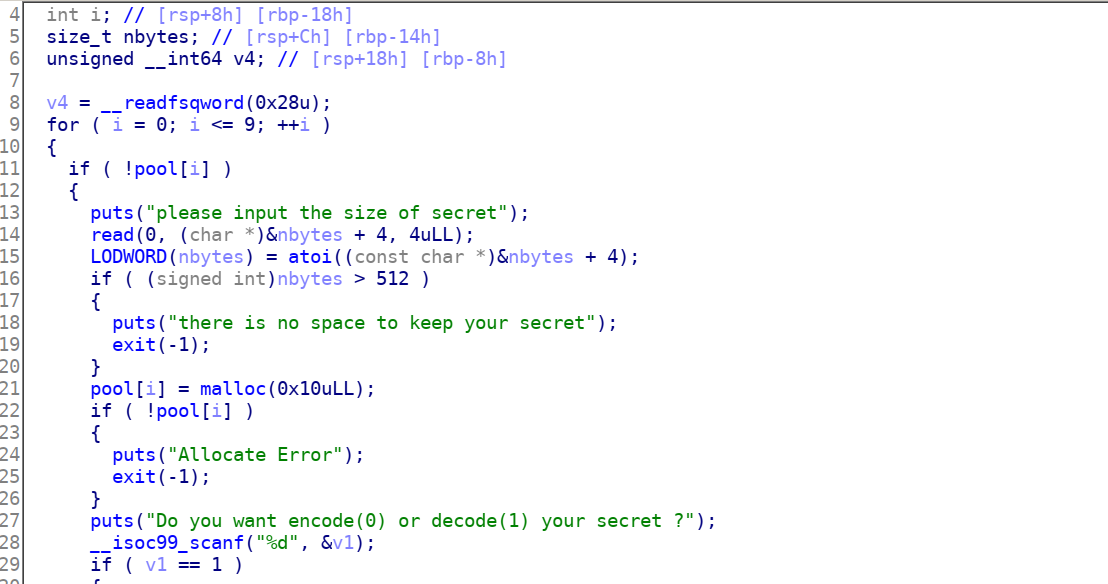 4 int i; // [rsp+8h] [rbp-18h]
5 size_t nbytes; // [rsp+Ch] [rbp-14h]
6 unsigned __int64 v4; // [rsp+18h] [rbp-8h]
7
8 v4 = __readfsqword(0x28u);
9 for ( i = 0; i <= 9; ++i )
10 {
11 if ( !pool[i] )
12 {
13 puts("please input the size of secret");
14 read(0, (char *)&nbytes + 4, 4uLL);
15 LODWORD(nbytes) = atoi((const char *)&nbytes + 4);
16 if ( (signed int)nbytes > 512 )
17 {
18 puts("there is no space to keep your secret");
19 exit(-1);
20 }
21 pool[i] = malloc(0x10uLL);
22 if ( !pool[i] )
23 {
24 puts("Allocate Error");
25 exit(-1);
26 }
27 puts("Do you want encode(0) or decode(1) your secret ?");
28 __isoc99_scanf("%d", &v1);
29 if ( v1 == 1 )